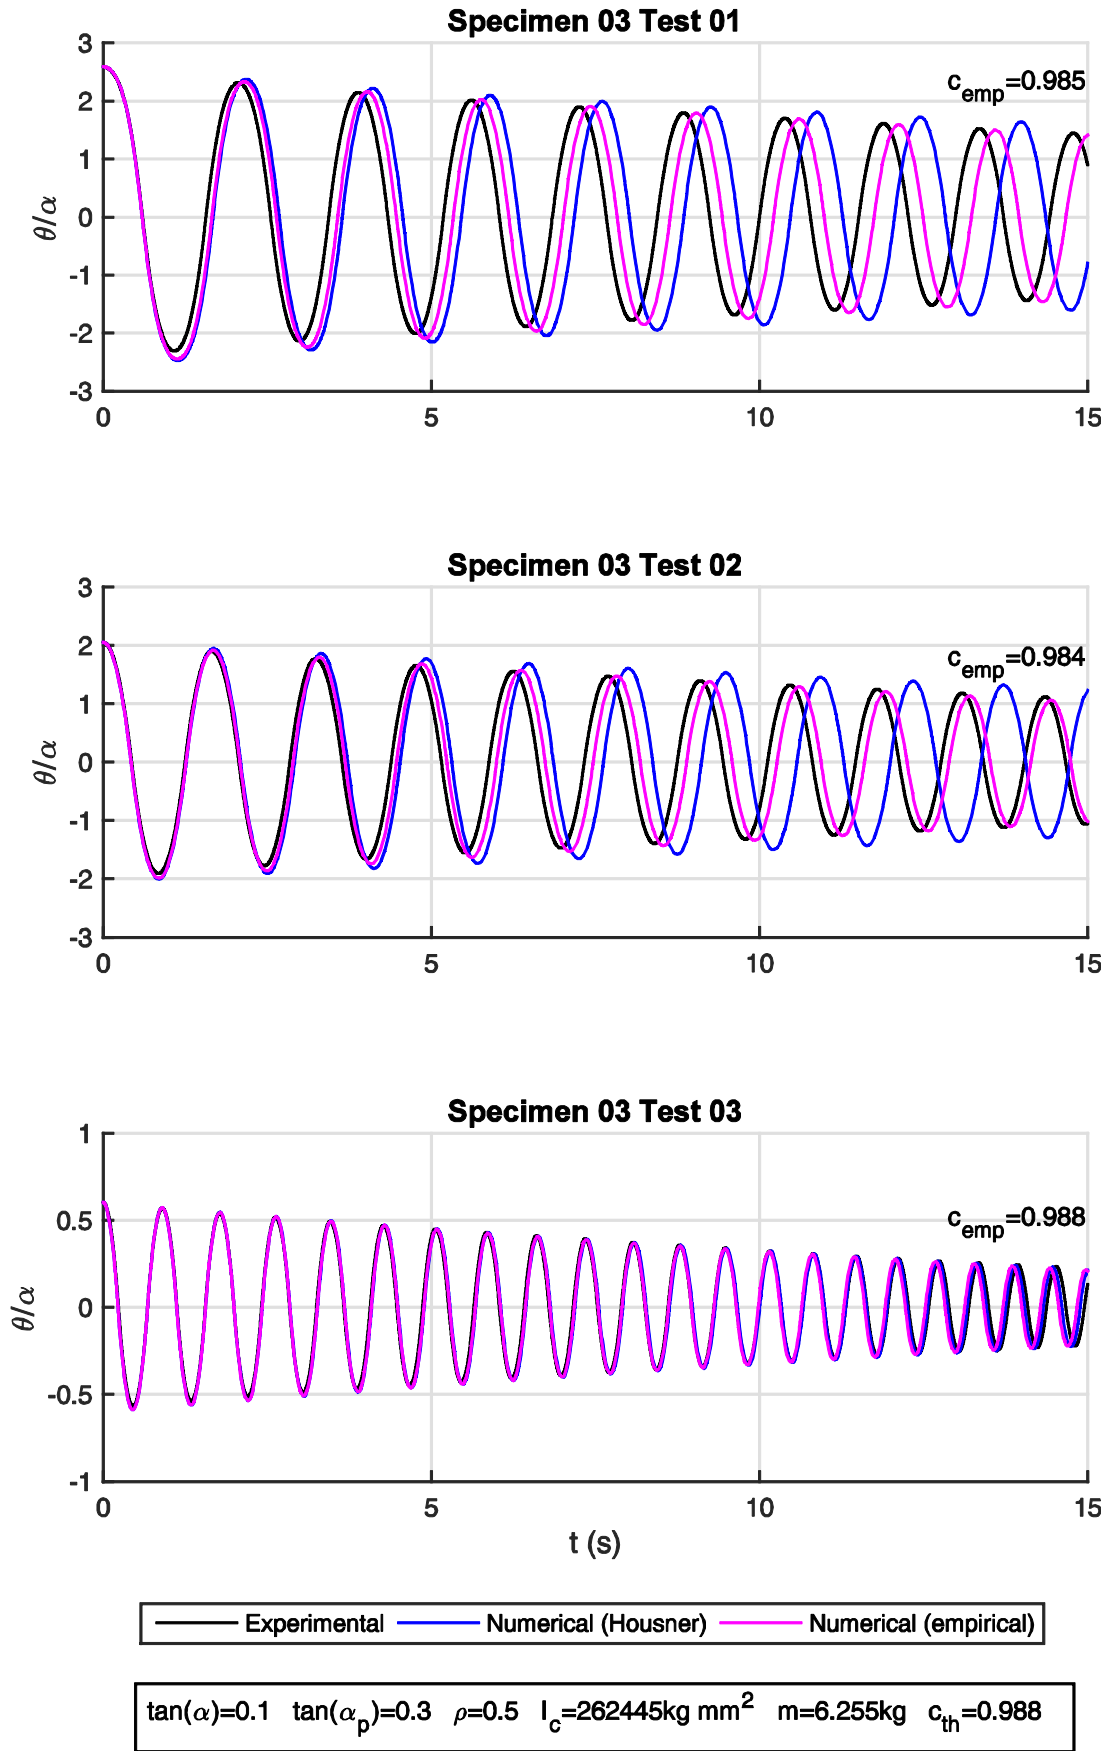 Specimen 03 Test 01
3
2
1
0
-1
-2
-3
θ/α
c_emp=0.985
0 5 10 15
Specimen 03 Test 02
3
2
1
0
-1
-2
-3
θ/α
c_emp=0.984
0 5 10 15
Specimen 03 Test 03
1
0.5
0
-0.5
-1
θ/α
c_emp=0.988
0 5 10 15
t (s)
Experimental Numerical (Housner) Numerical (empirical)
tan(α)=0.1 tan(α_p)=0.3 ρ=0.5 I_c=262445kg mm² m=6.255kg c_th=0.988